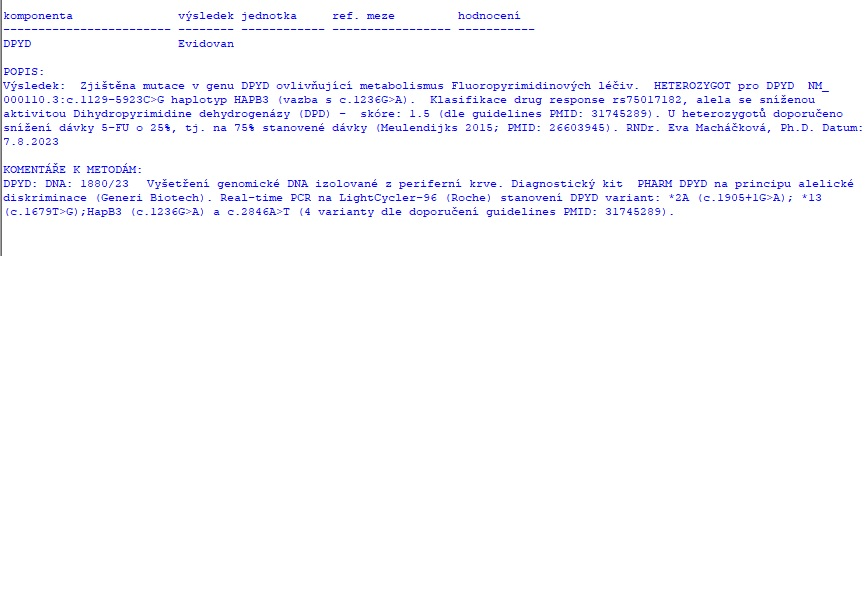 komponenta výsledek jednotka ref. meze hodnocení
------------------------ -------- ------------ ----------------- -----------
DPYD Evidovan
POPIS:
Výsledek: Zjištěna mutace v genu DPYD ovlivňující metabolismus Fluoropyrimidinových léčiv. HETEROZYGOT pro DPYD NM_
000110.3:c.1129-5923C>G haplotyp HAPB3 (vazba s c.1236G>A). Klasifikace drug response rs75017182, alela se sníženou
aktivitou Dihydropyrimidine dehydrogenázy (DPD) - skóre: 1.5 (dle guidelines PMID: 31745289). U heterozygotů doporučeno
snížení dávky 5-FU o 25%, tj. na 75% stanovené dávky (Meulendijks 2015; PMID: 26603945). RNDr. Eva Macháčková, Ph.D. Datum:
7.8.2023
KOMENTÁŘE K METODÁM:
DPYD: DNA: 1880/23 Vyšetření genomické DNA izolované z periferní krve. Diagnostický kit PHARM DPYD na principu alelické
diskriminace (Generi Biotech). Real-time PCR na LightCycler-96 (Roche) stanovení DPYD variant: *2A (c.1905+1G>A); *13
(c.1679T>G);HapB3 (c.1236G>A) a c.2846A>T (4 varianty dle doporučení guidelines PMID: 31745289).